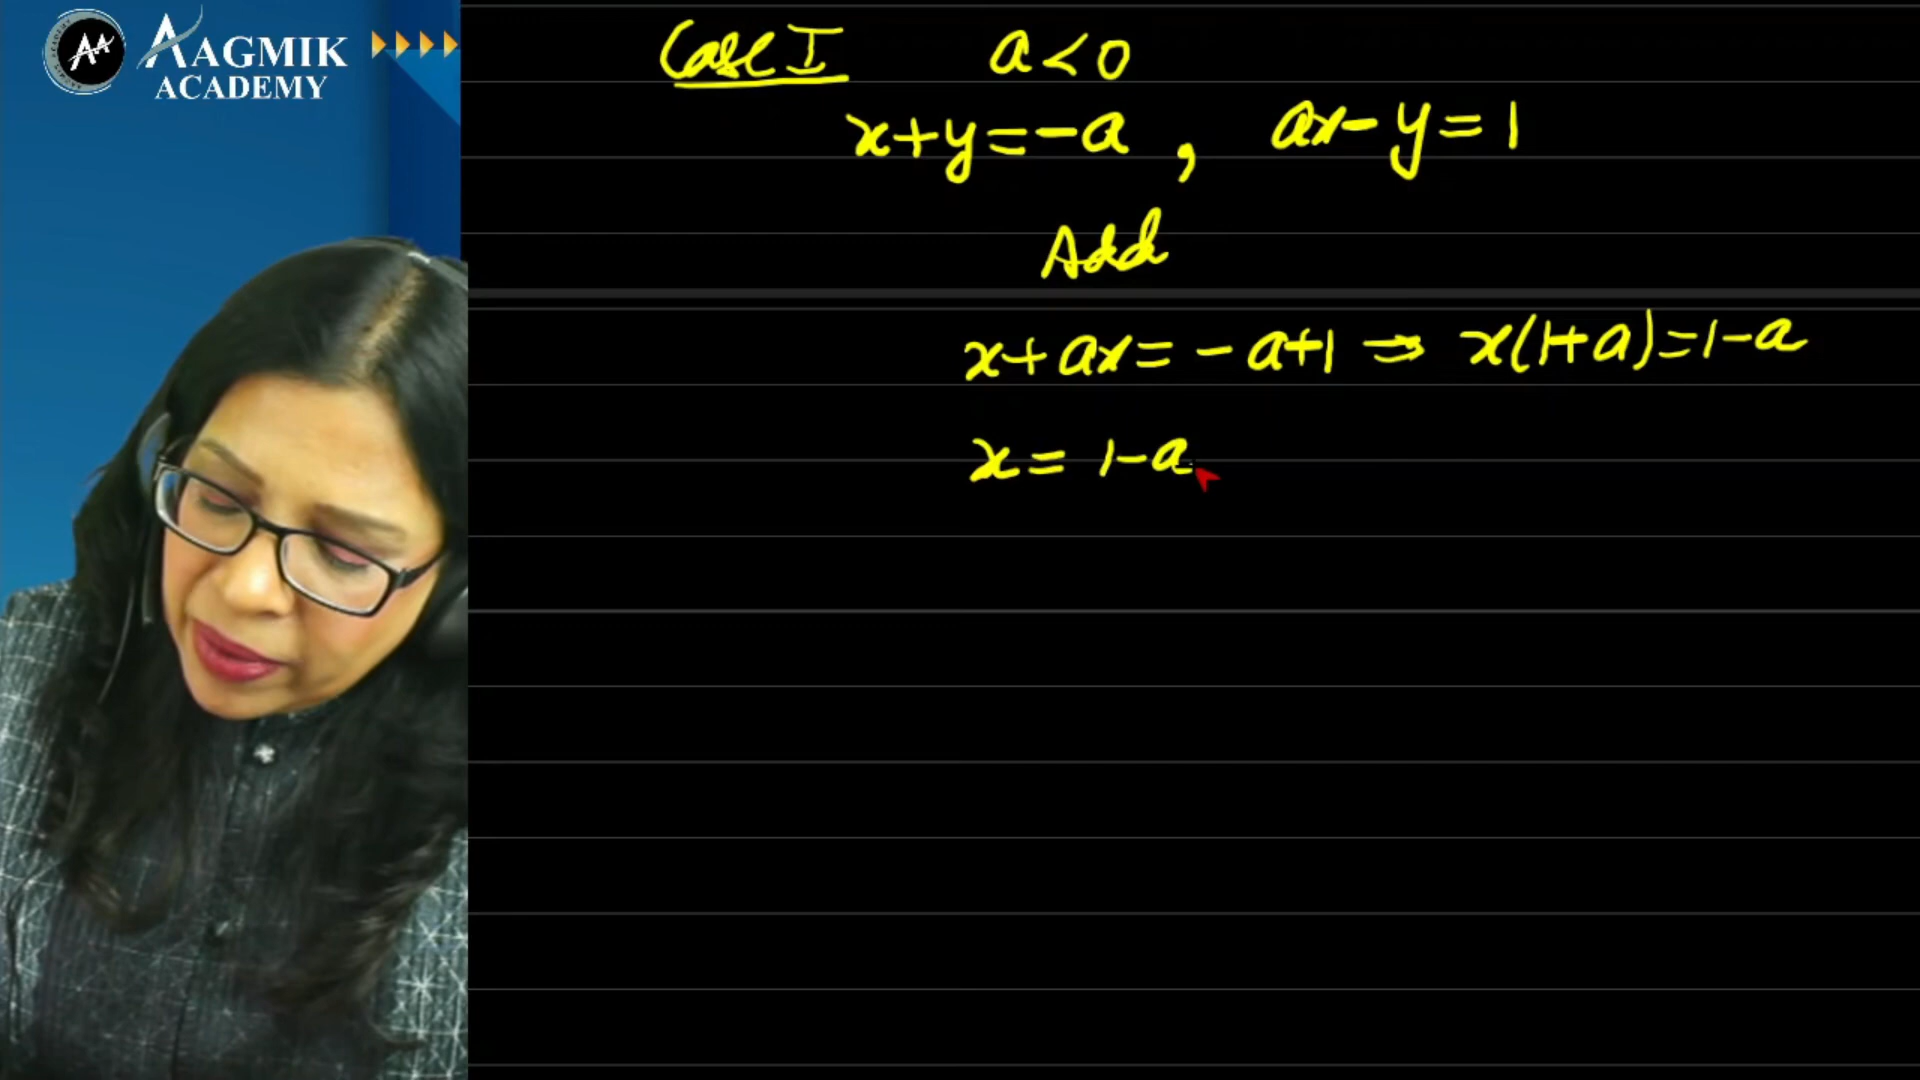 AAGMIK
ACADEMY
Case I a<0
x+y=-a , ax-y=1
Add
x+ax=-a+1 ⇒ x(1+a)=1-a
x= 1-a